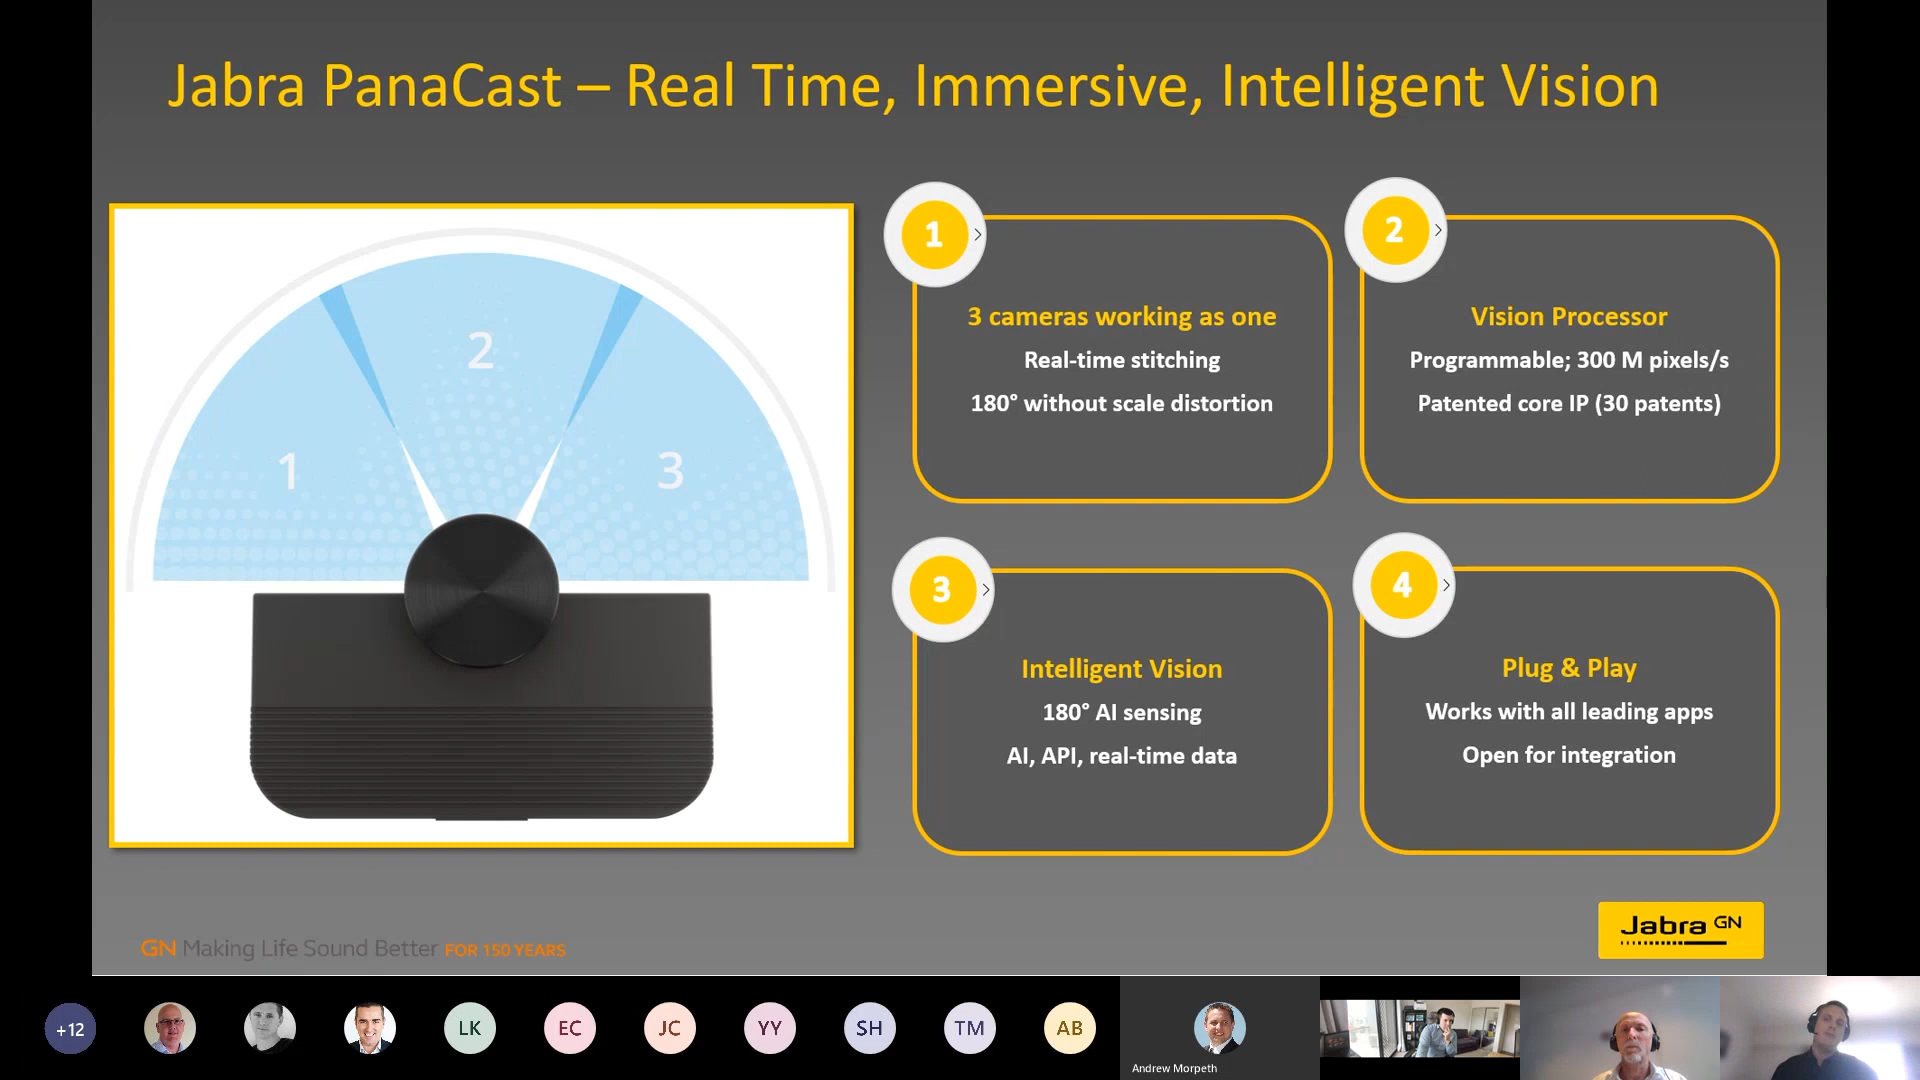 Jabra PanaCast – Real Time, Immersive, Intelligent Vision
1
2
3
1
3 cameras working as one
Real-time stitching
180° without scale distortion
2
Vision Processor
Programmable; 300 M pixels/s
Patented core IP (30 patents)
3
Intelligent Vision
180° AI sensing
AI, API, real-time data
4
Plug & Play
Works with all leading apps
Open for integration
GN Making Life Sound Better FOR 150 YEARS
Jabra GN
+12
LK
EC
JC
YY
SH
TM
AB
Andrew Morpeth